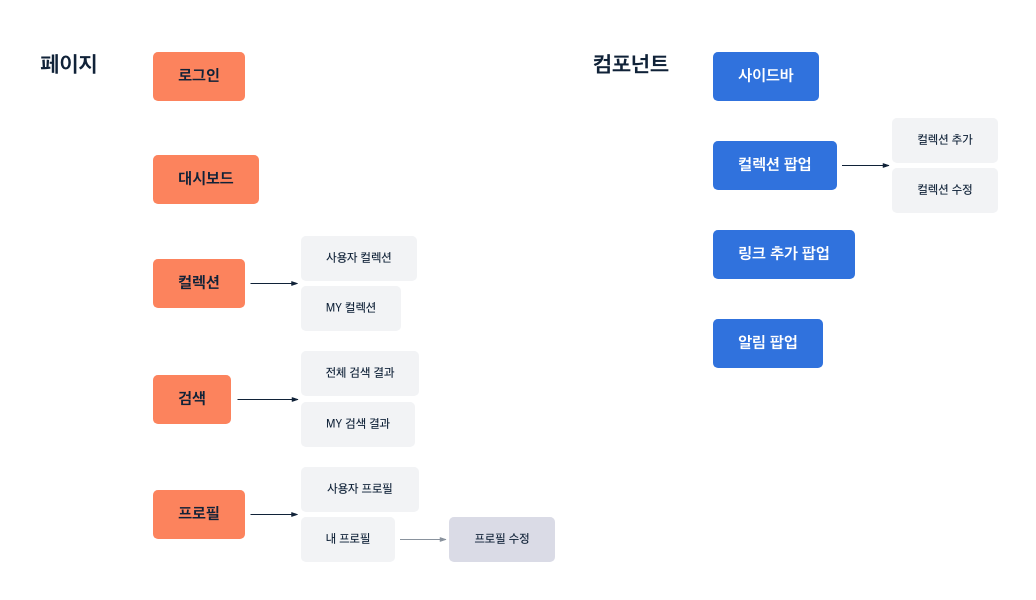 페이지
로그인
대시보드
컬렉션
사용자 컬렉션
MY 컬렉션
검색
전체 검색 결과
MY 검색 결과
프로필
사용자 프로필
내 프로필
프로필 수정
컴포넌트
사이드바
컬렉션 팝업
컬렉션 추가
컬렉션 수정
링크 추가 팝업
알림 팝업